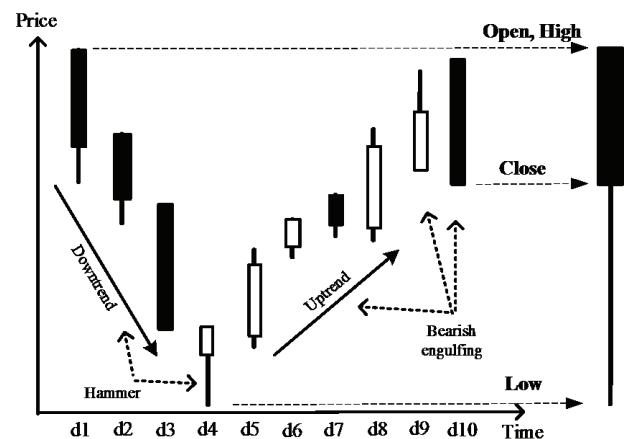 Price
Open, High
Close
Downtrend
Uptrend
Bearish
engulfing
Hammer
Low
d1 d2 d3 d4 d5 d6 d7 d8 d9 d10 Time